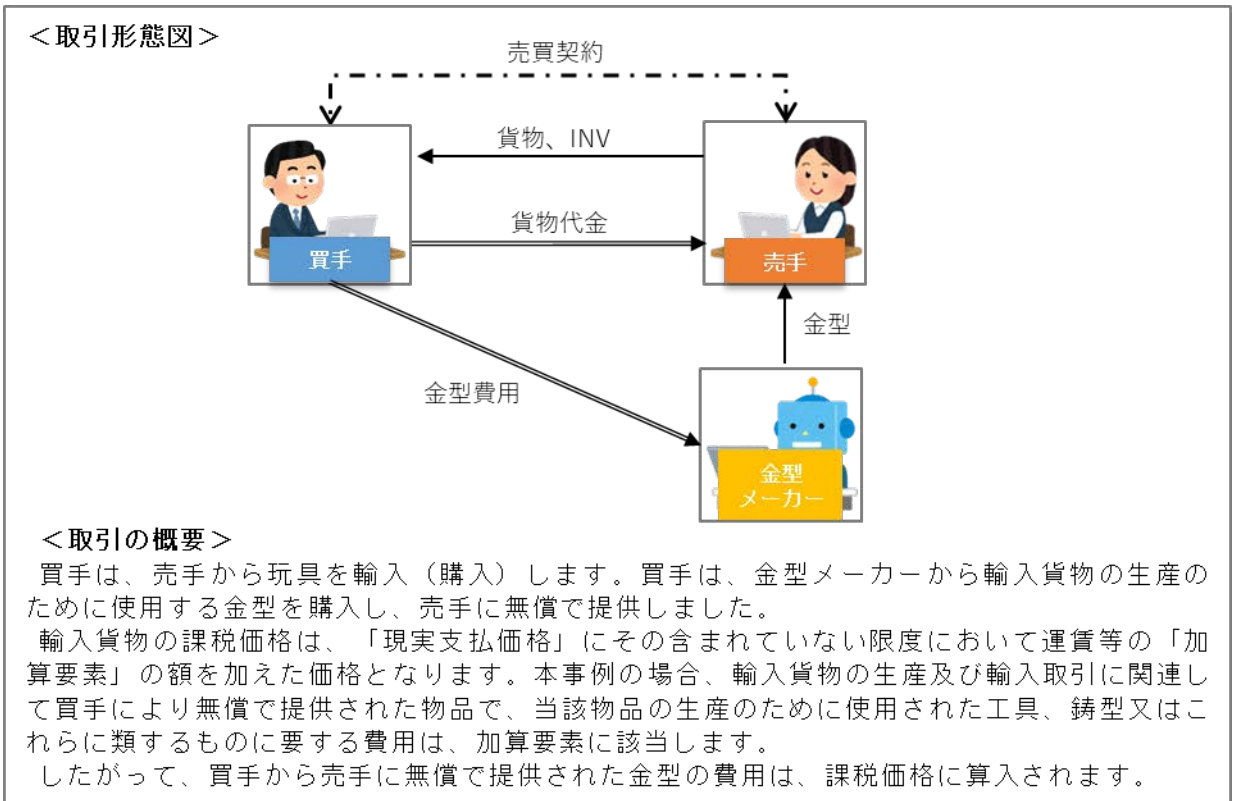 ＜取引形態図＞
売買契約
貨物、INV
貨物代金
買手
売手
金型
金型費用
金型
メーカー
＜取引の概要＞
買手は、売手から玩具を輸入（購入）します。買手は、金型メーカーから輸入貨物の生産の
ために使用する金型を購入し、売手に無償で提供しました。
輸入貨物の課税価格は、「現実支払価格」にその含まれていない限度において運賃等の「加
算要素」の額を加えた価格となります。本事例の場合、輸入貨物の生産及び輸入取引に関連し
て買手により無償で提供された物品で、当該物品の生産のために使用された工具、鋳型又はこ
れらに類するものに要する費用は、加算要素に該当します。
したがって、買手から売手に無償で提供された金型の費用は、課税価格に算入されます。